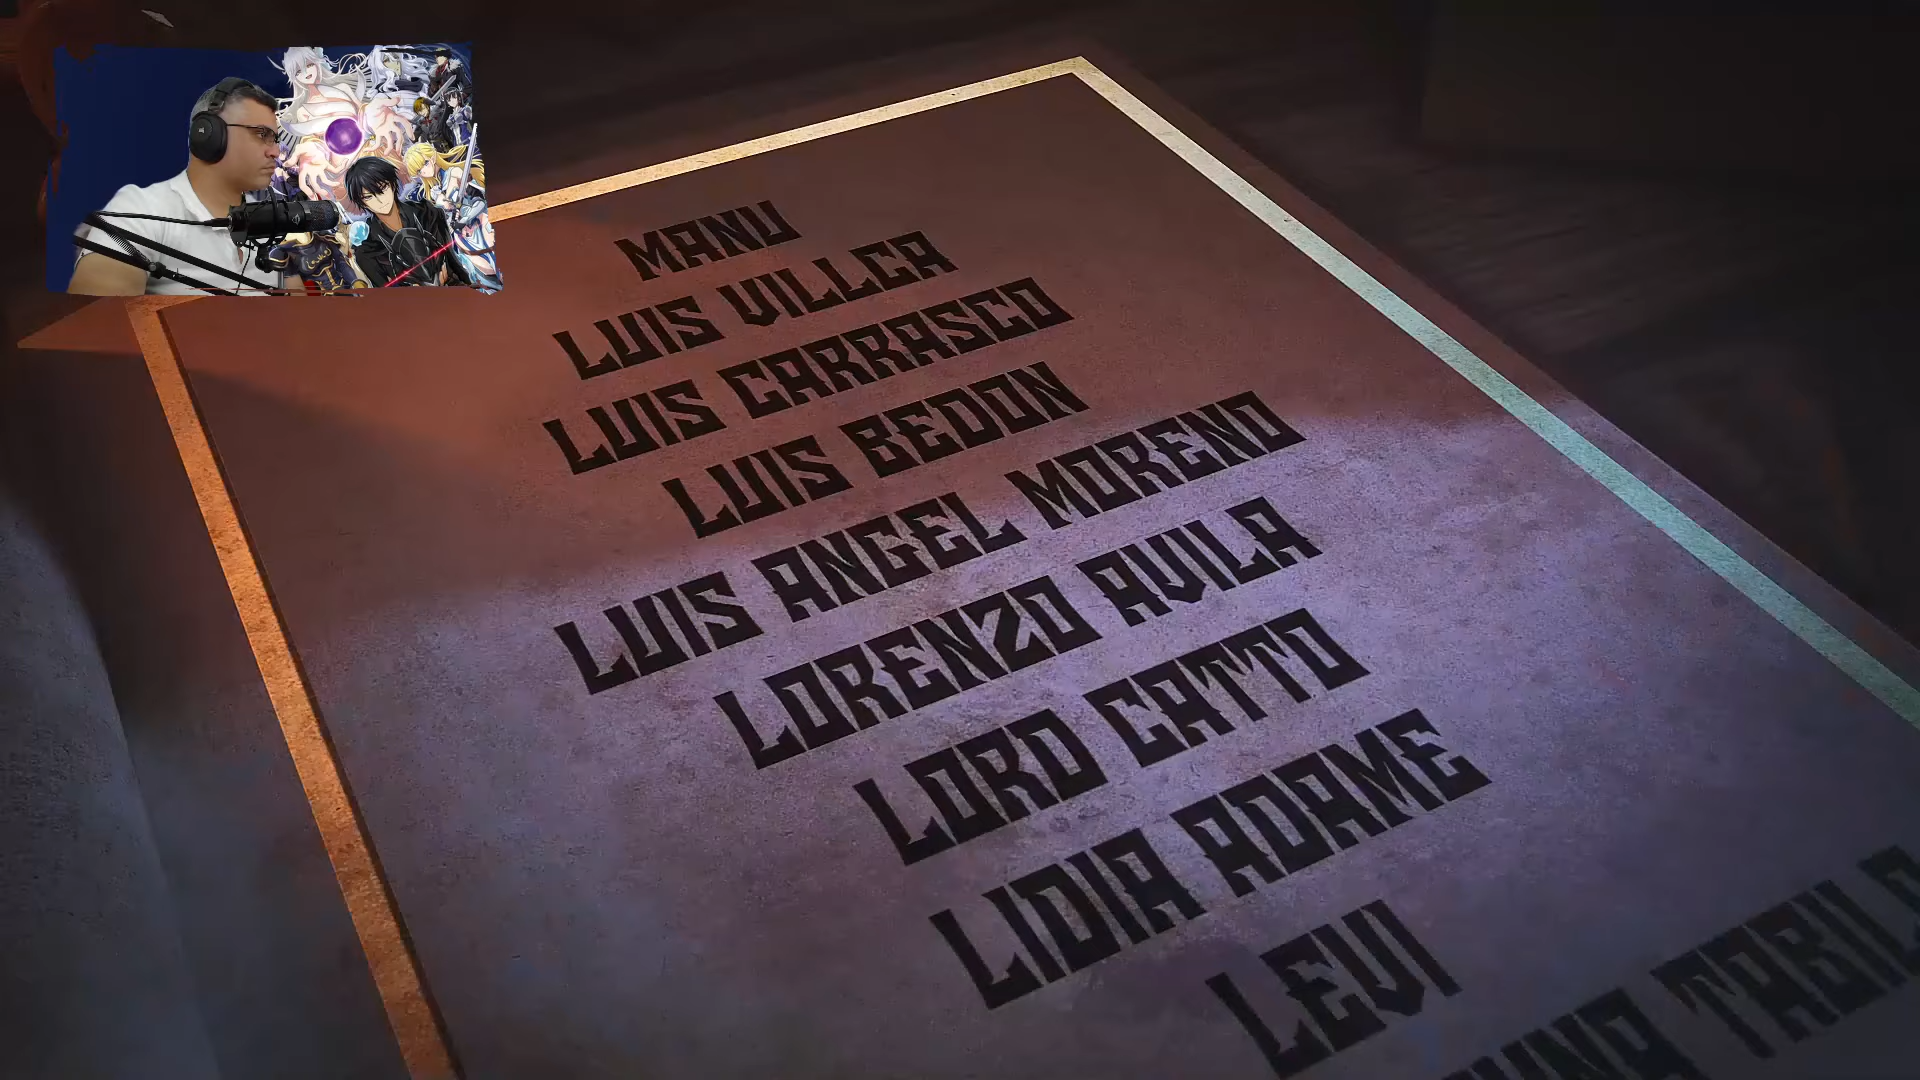 MANU
LUIS VILLCA
LUIS CARRASCO
LUIS BEDON
LUIS ANGEL MORENO
LORENZO AVILA
LORD CATTO
LIDIA ADAME
LEVI